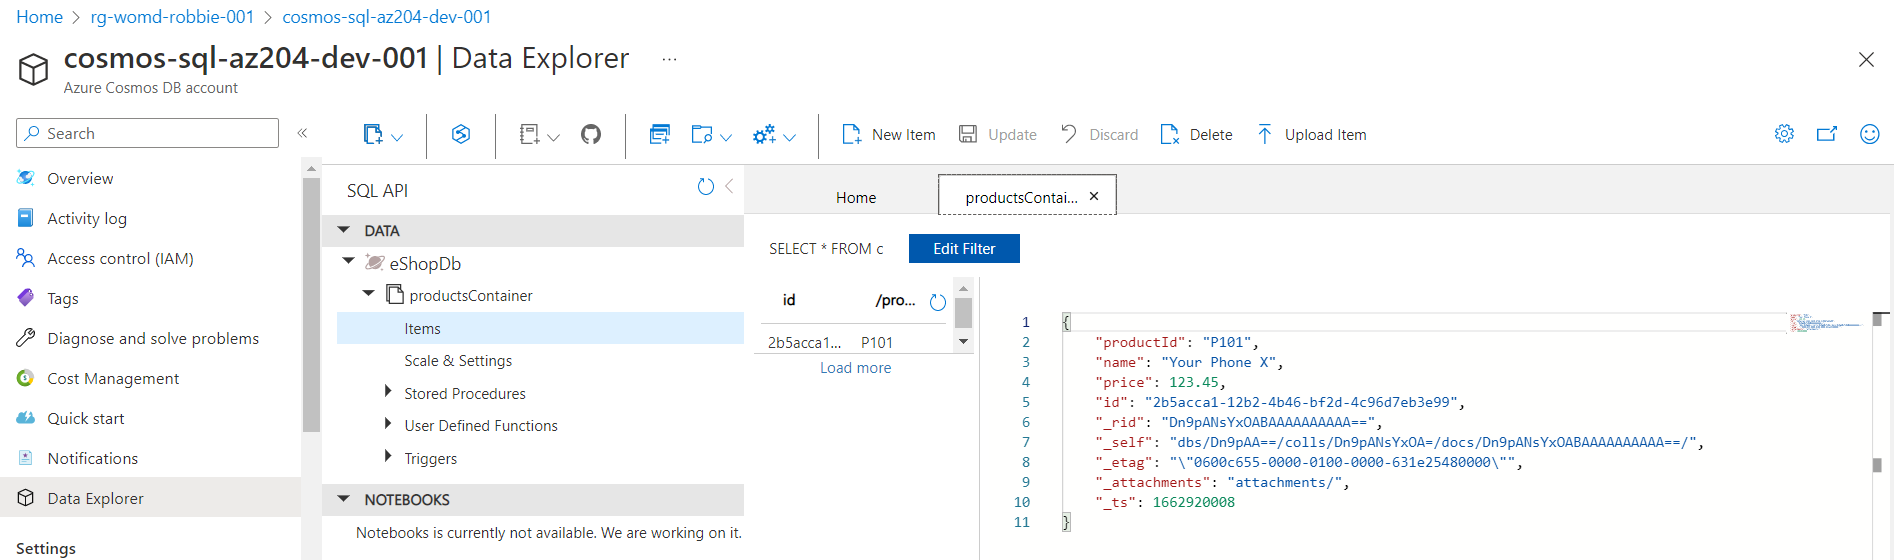 Home > rg-womd-robbie-001 > cosmos-sql-az204-dev-001
cosmos-sql-az204-dev-001 | Data Explorer ...
Azure Cosmos DB account
Search
«
New Item
Update
Discard
Delete
Upload Item
Overview
Activity log
Access control (IAM)
Tags
Diagnose and solve problems
Cost Management
Quick start
Notifications
Data Explorer
Settings
SQL API
DATA
eShopDb
productsContainer
Items
Scale & Settings
Stored Procedures
User Defined Functions
Triggers
NOTEBOOKS
Notebooks is currently not available. We are working on it.
Home
productsContai... ×
SELECT * FROM c
Edit Filter
id /pro...
2b5acca1... P101
Load more
1 {
2 "productId": "P101",
3 "name": "Your Phone X",
4 "price": 123.45,
5 "id": "2b5acca1-12b2-4b46-bf2d-4c96d7eb3e99",
6 "_rid": "Dn9pANsYxOABAAAAAAAAAA==",
7 "_self": "dbs/Dn9pAA==/colls/Dn9pANsYxOA=/docs/Dn9pANsYxOABAAAAAAAAAA==/",
8 "_etag": "\"0600c655-0000-0100-0000-631e25480000\"",
9 "_attachments": "attachments/",
10 "_ts": 1662920008
11 }